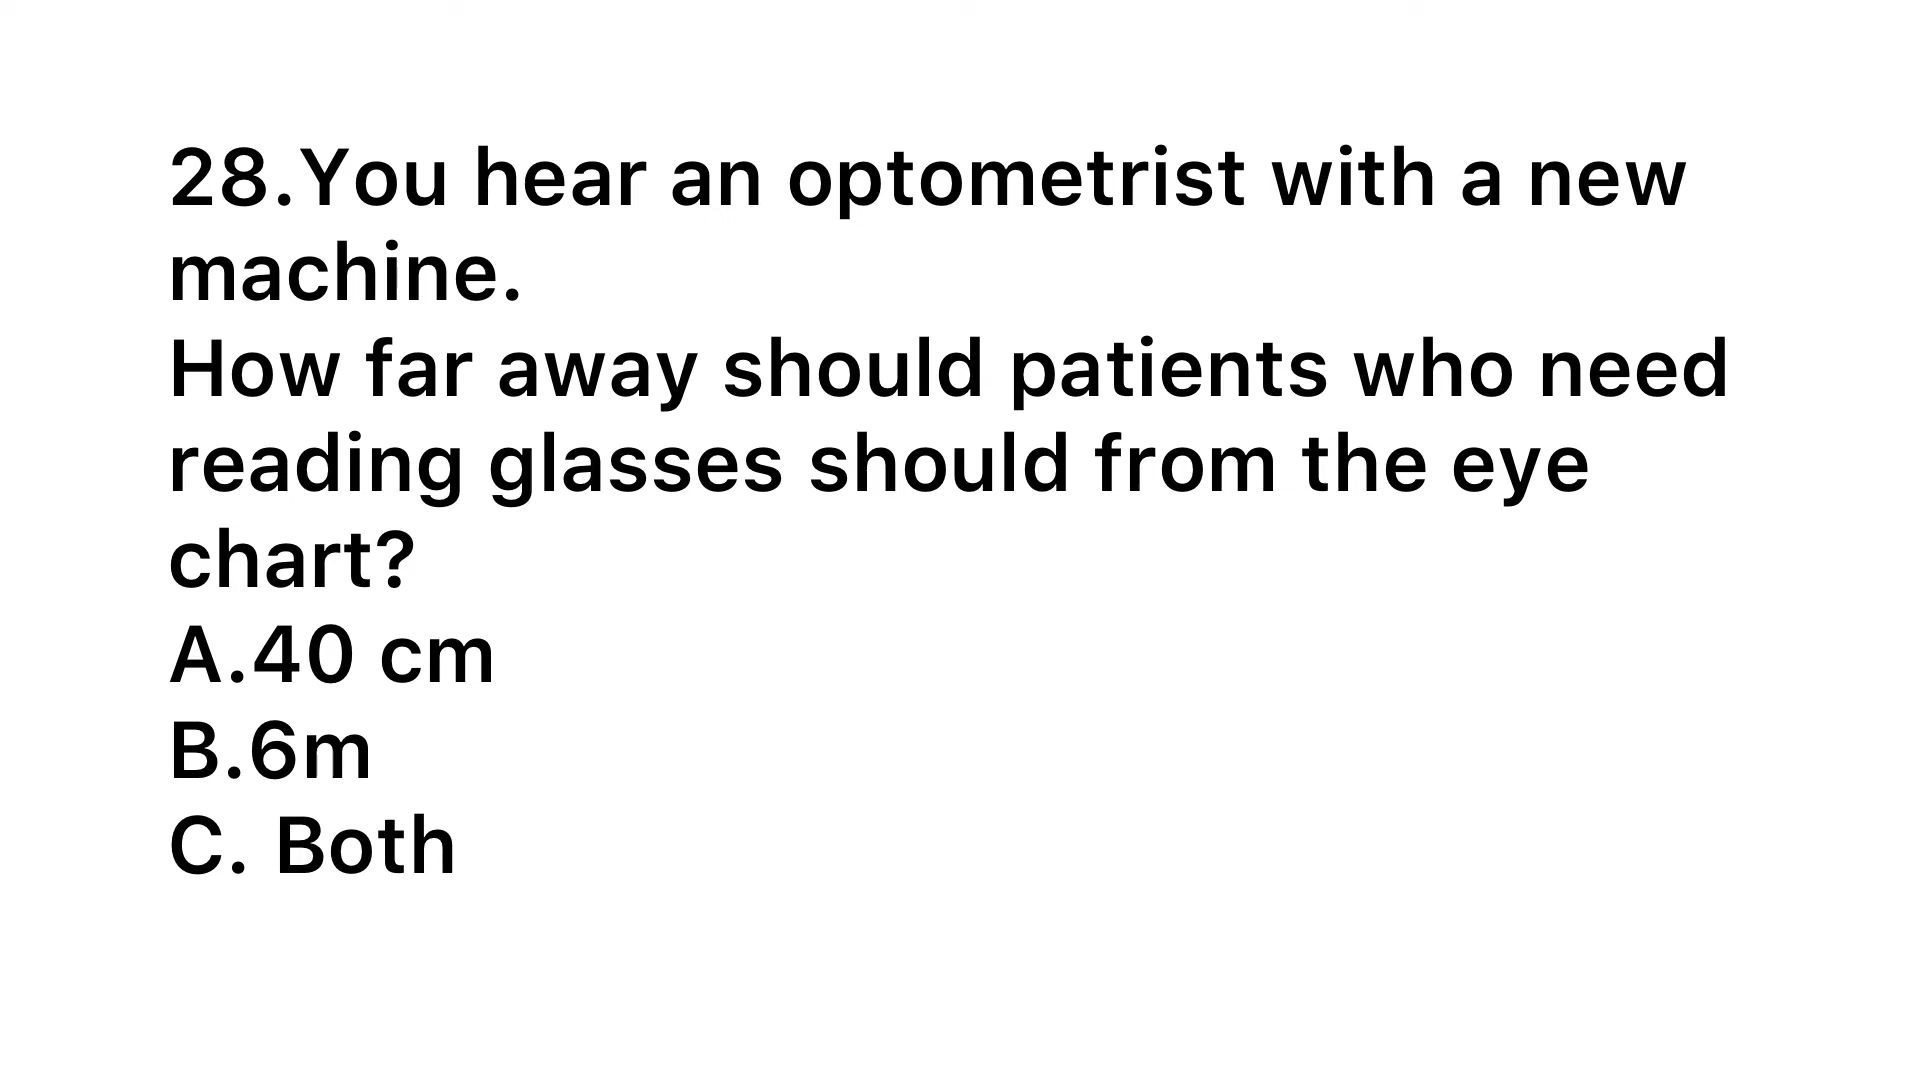 28.You hear an optometrist with a new
machine.
How far away should patients who need
reading glasses should from the eye
chart?
A.40 cm
B.6m
C. Both